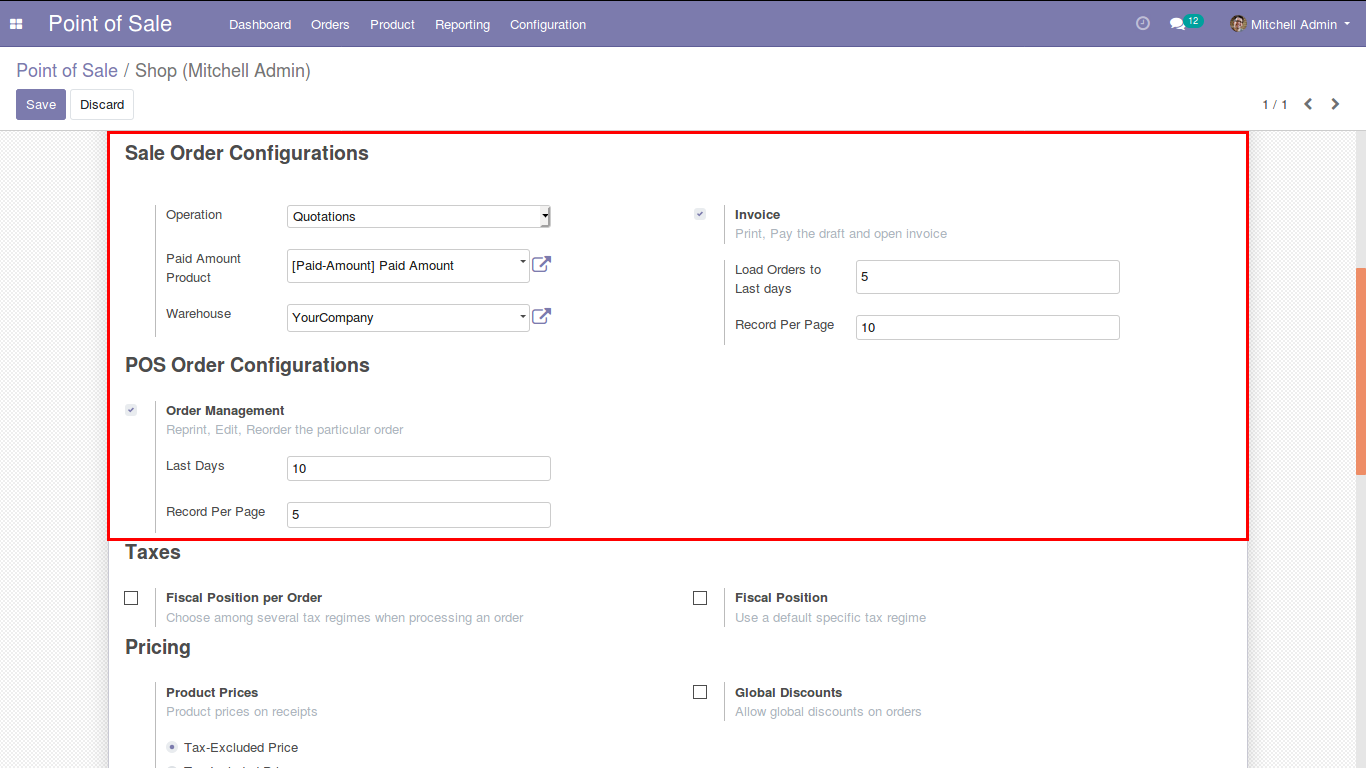 Point of Sale Dashboard Orders Product Reporting Configuration 12 Mitchell Admin
Point of Sale / Shop (Mitchell Admin)
Save Discard 1 / 1
Sale Order Configurations
Operation Quotations
Invoice
Print, Pay the draft and open invoice
Paid Amount
Product [Paid-Amount] Paid Amount
Load Orders to
Last days 5
Warehouse YourCompany
Record Per Page 10
POS Order Configurations
Order Management
Reprint, Edit, Reorder the particular order
Last Days 10
Record Per Page 5
Taxes
Fiscal Position per Order
Choose among several tax regimes when processing an order
Fiscal Position
Use a default specific tax regime
Pricing
Product Prices
Product prices on receipts
Global Discounts
Allow global discounts on orders
Tax-Excluded Price